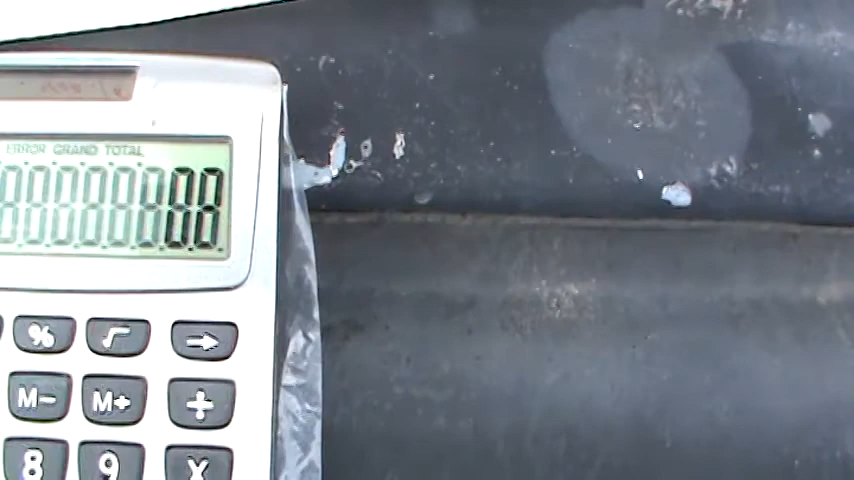 ERROR GRAND TOTAL
% √ →
M− M+ ÷
8 9 X